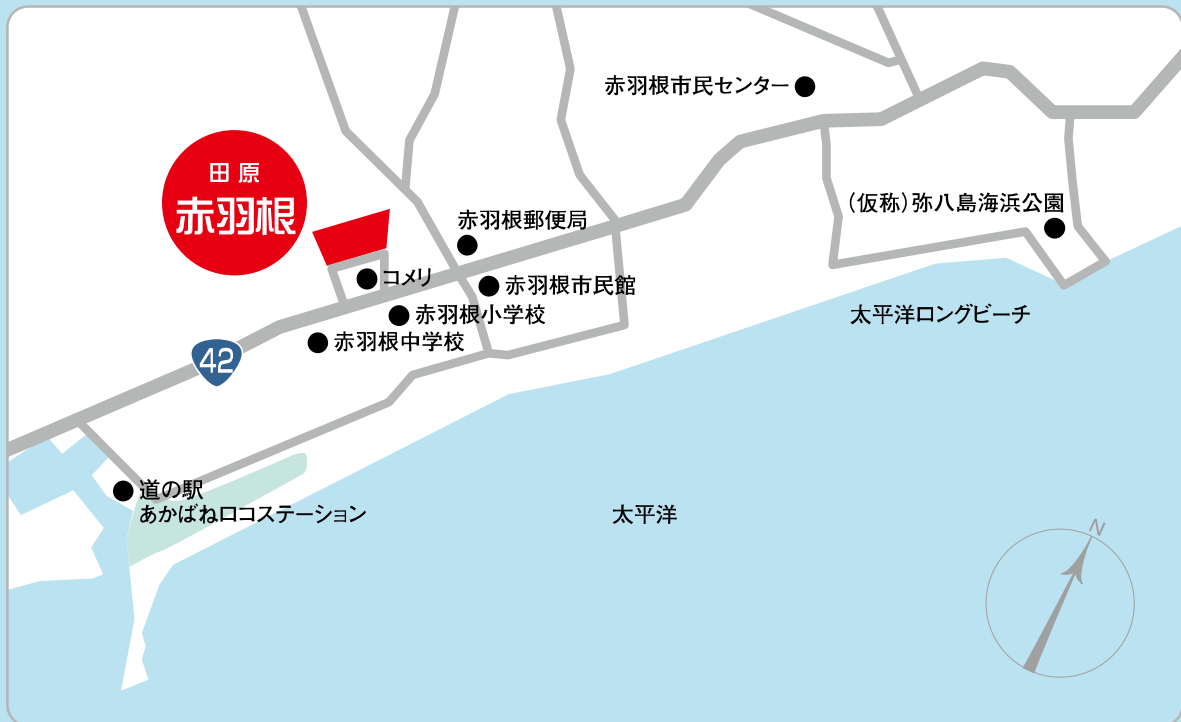 赤羽根市民センター
田原
赤羽根
(仮称)弥八島海浜公園
赤羽根郵便局
コメリ
赤羽根市民館
赤羽根小学校
太平洋ロングビーチ
赤羽根中学校
42
道の駅
あかばねロコステーション
太平洋
N